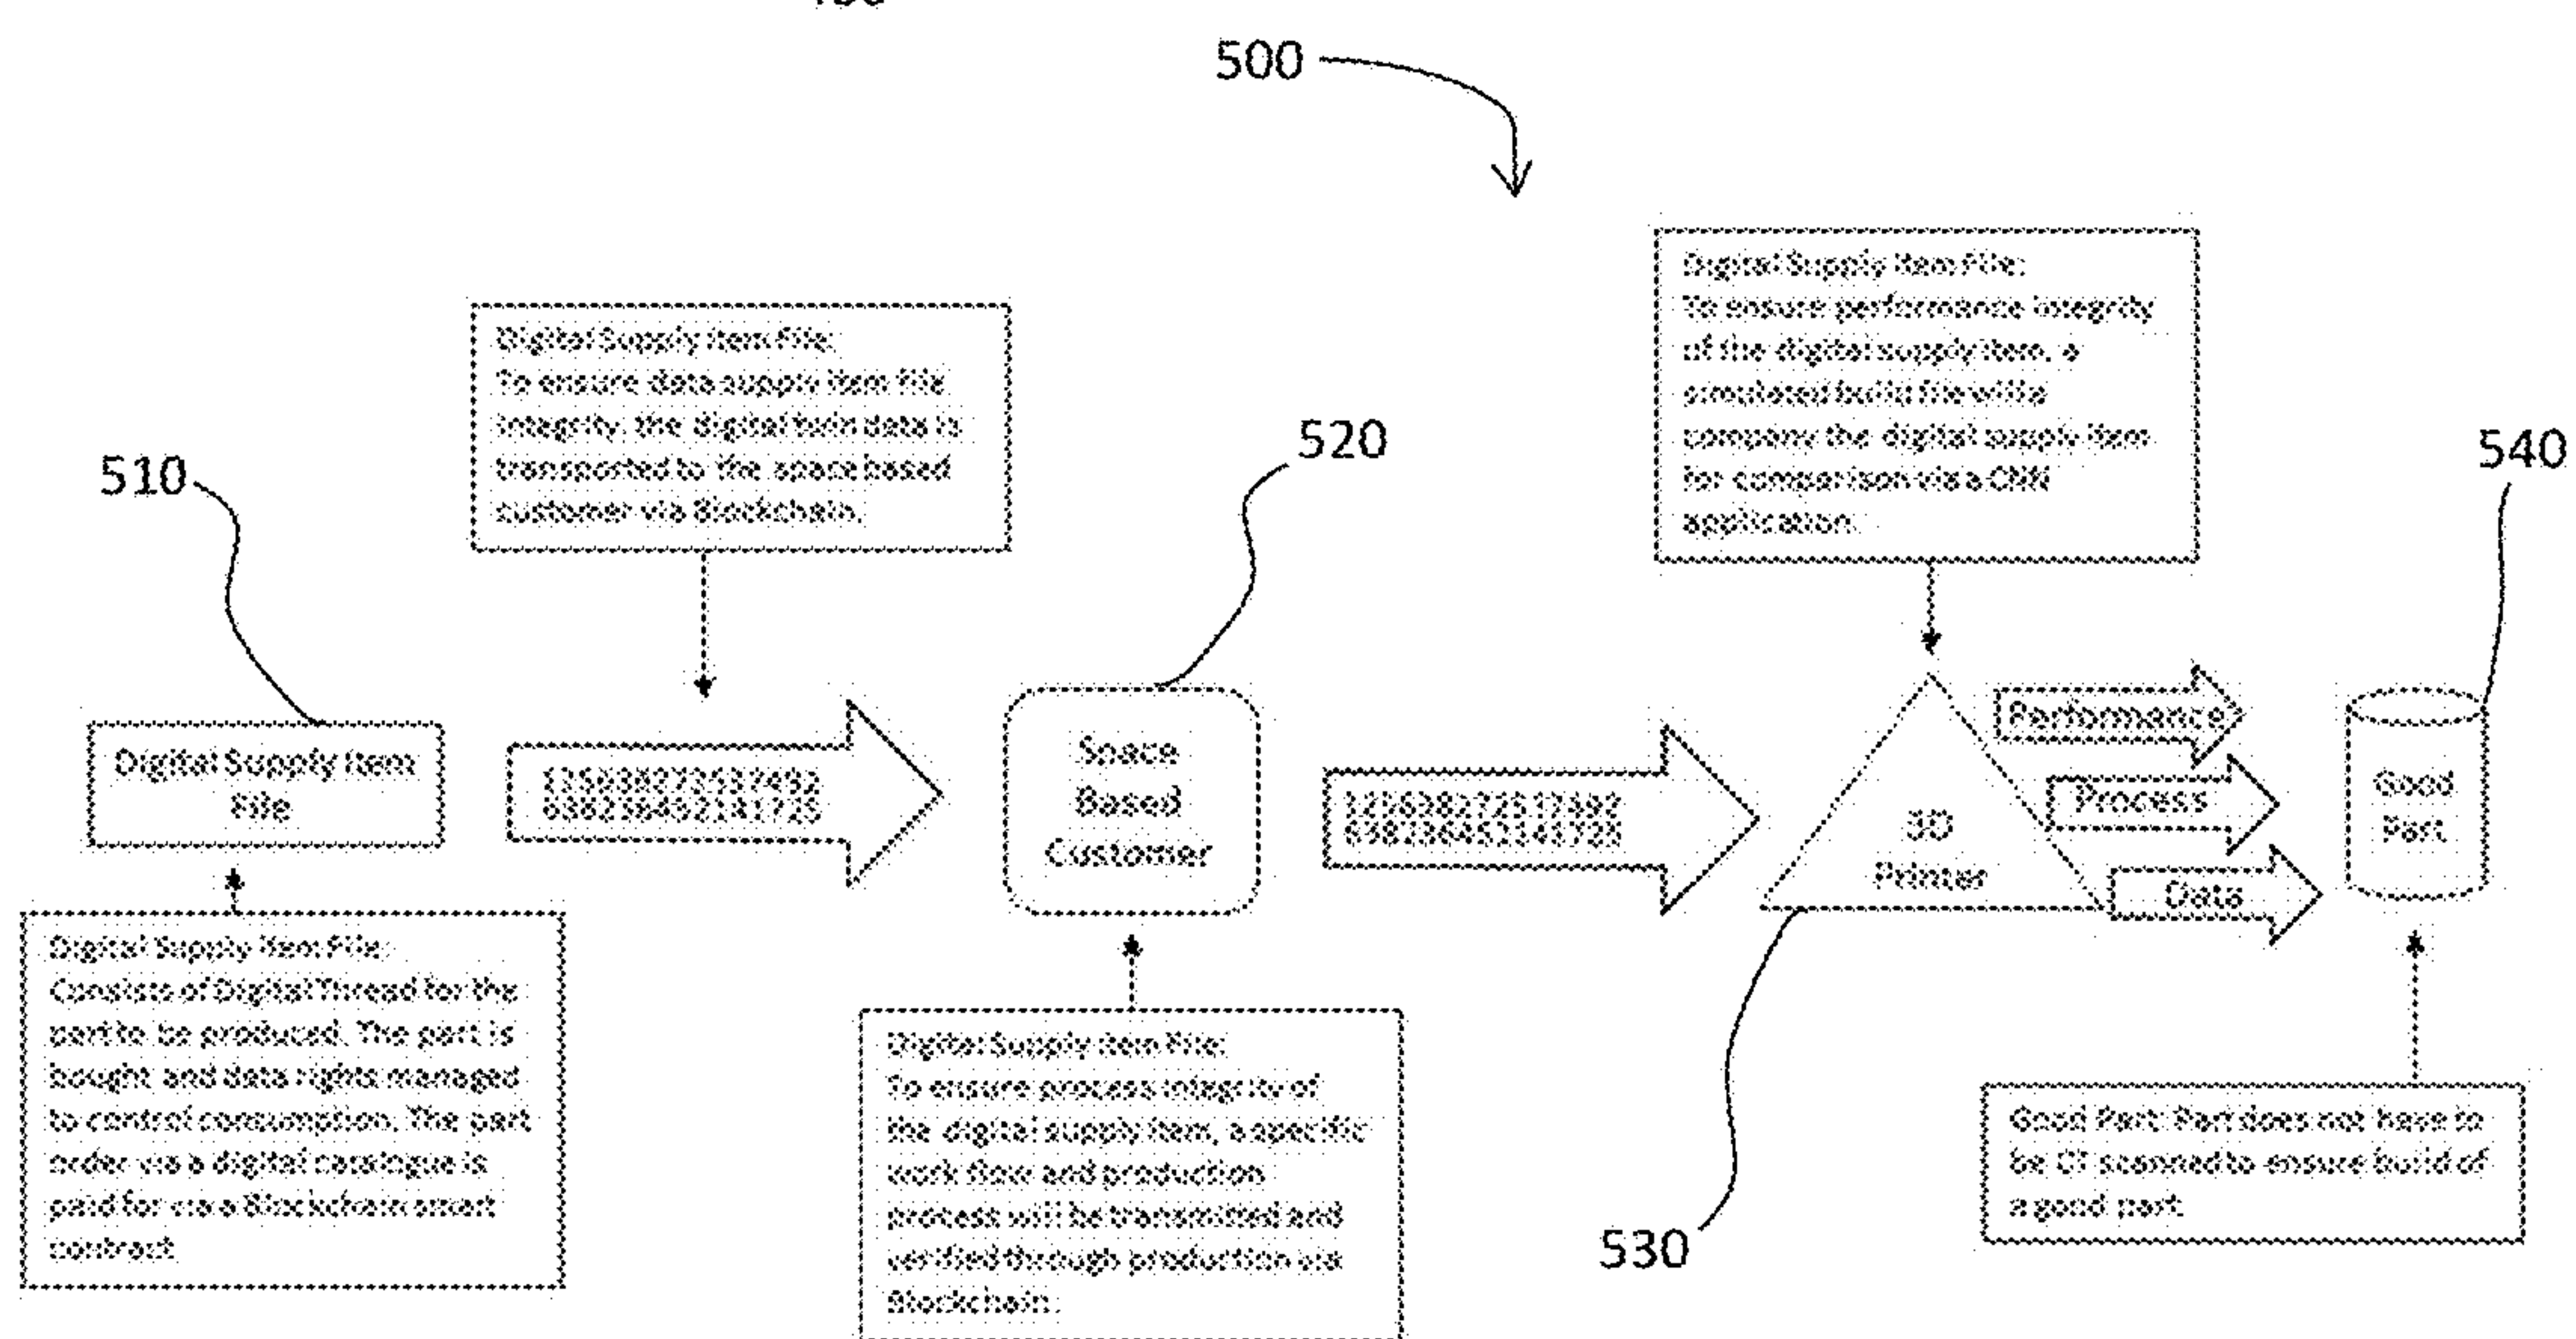 500
Digital Supply Item File:
To ensure performance integrity
of the digital supply item, a
simulated build file will a
company the digital supply item
for comparison via a CNN
application.
Digital Supply Item File:
To ensure data supply item file
integrity, the digital twin data is
transported to the space based
customer via Blockchain.
520
540
510
Digital Supply Item
File
Space
Based
Customer
3D
Printer
Performance
Process
Data
Good
Part
Digital Supply Item File:
Consists of Digital Thread for the
part to be produced. The part is
bought and data rights managed
to control consumption. The part
order via a digital catalogue is
paid for via a Blockchain smart
contract
Digital Supply Item File:
To ensure process integrity of
the digital supply item, a specific
work flow and production
process will be transmitted and
verified through production via
Blockchain.
530
Good Part: Part does not have to
be CT scanned to ensure build of
a good part